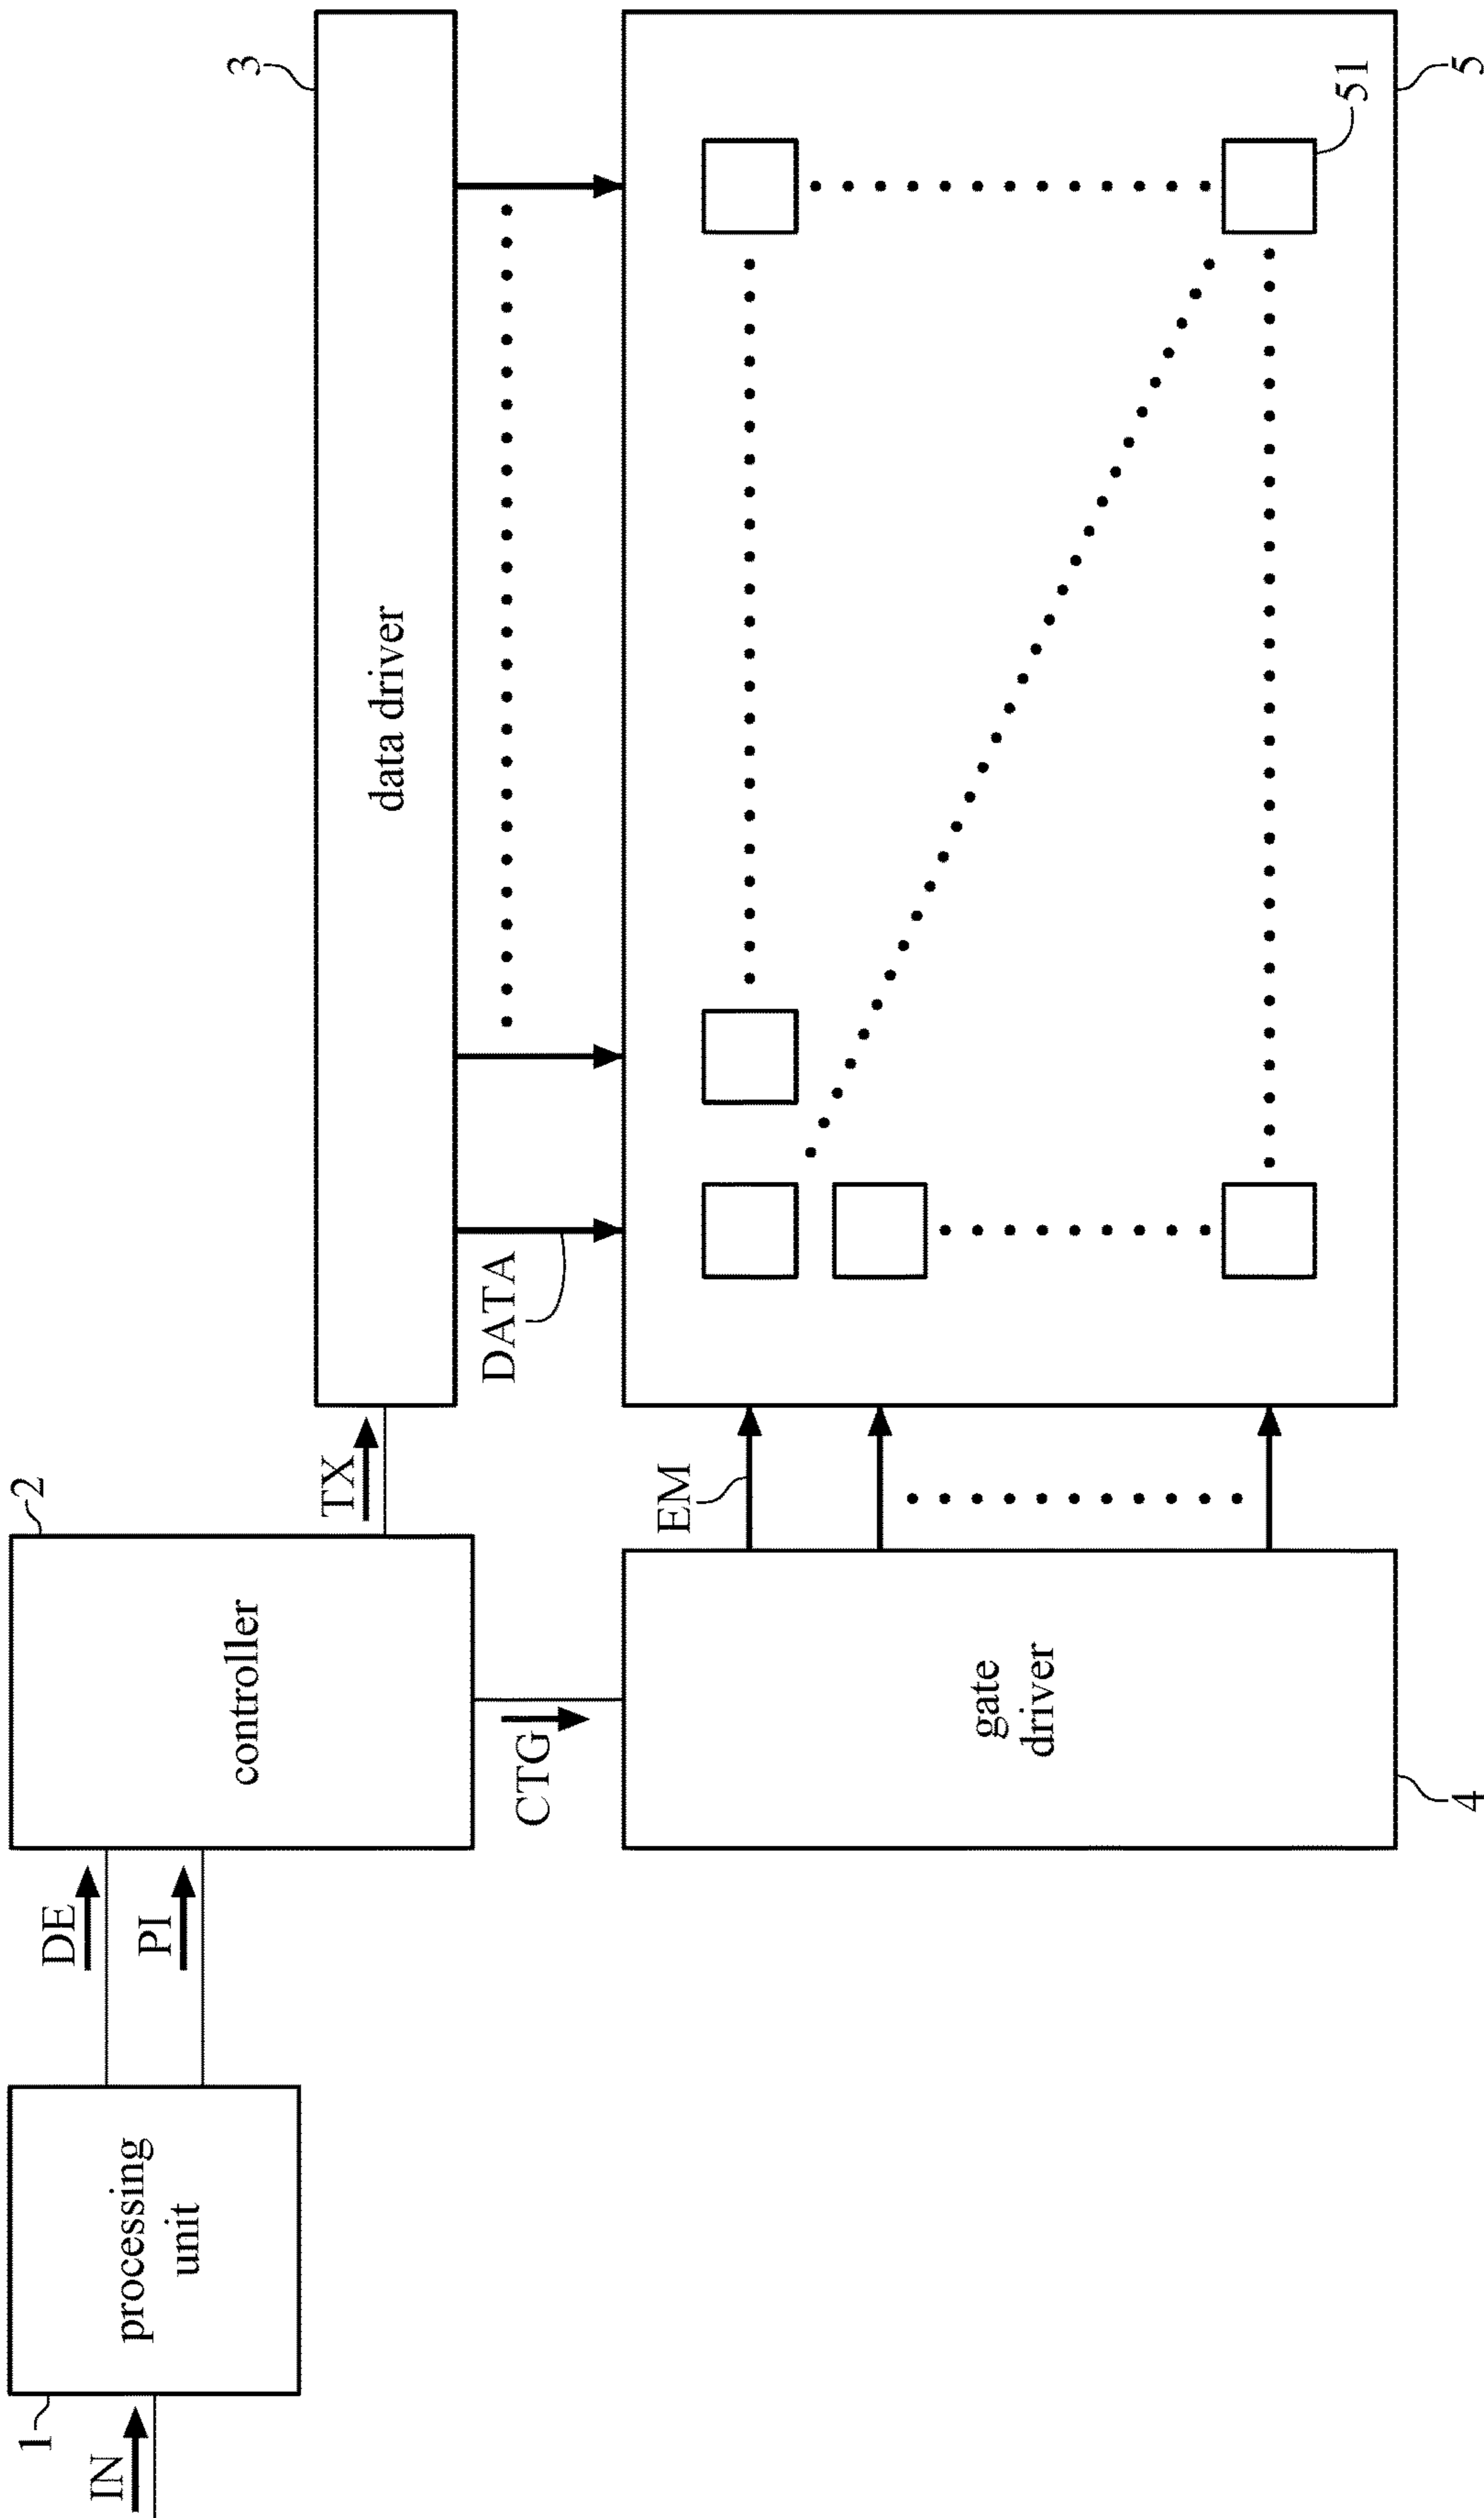 IN
1
processing
unit
DE
PI
2
controller
TX
CTG
3
data driver
DATA
EM
gate
driver
4
51
5